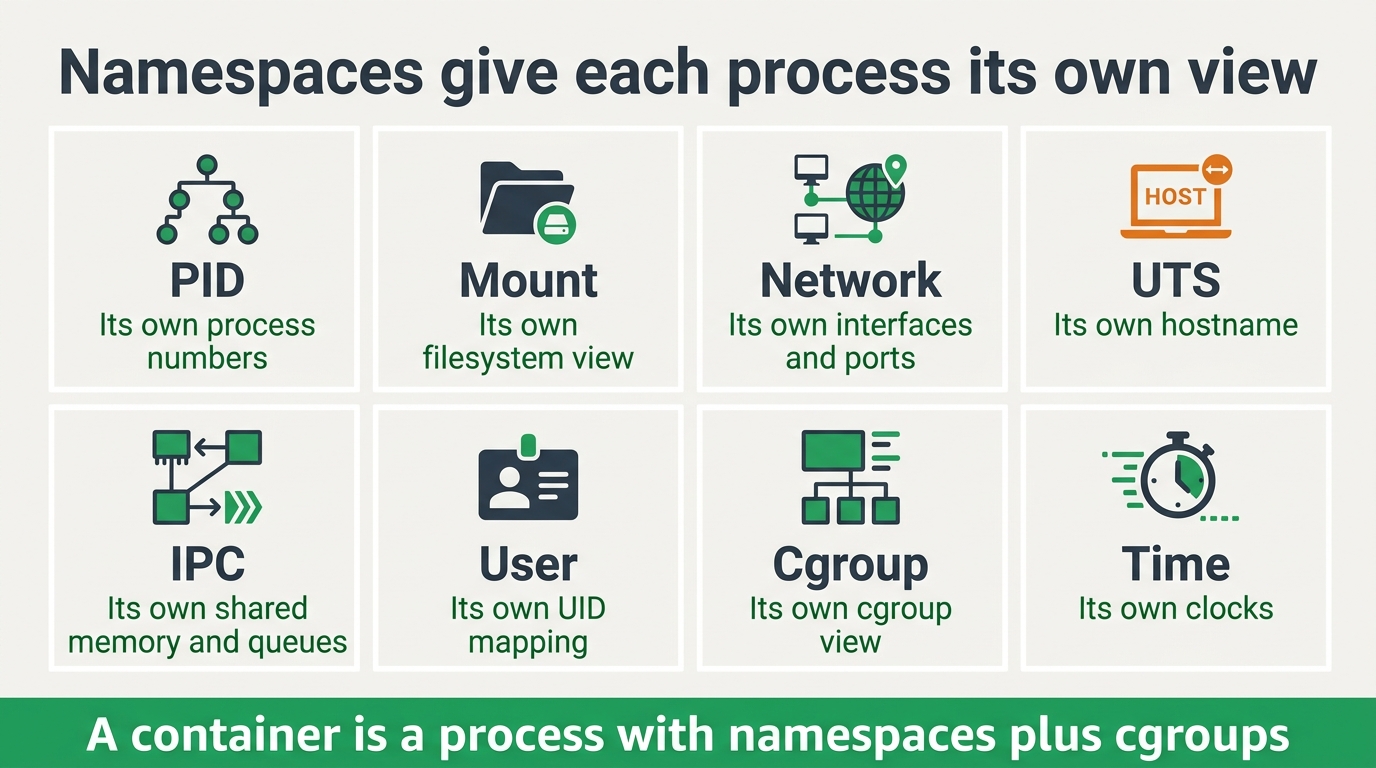 Namespaces give each process its own view
PID
Its own process
numbers
Mount
Its own
filesystem view
Network
Its own interfaces
and ports
HOST
UTS
Its own hostname
IPC
Its own shared
memory and queues
User
Its own UID
mapping
Cgroup
Its own cgroup
view
Time
Its own clocks
A container is a process with namespaces plus cgroups